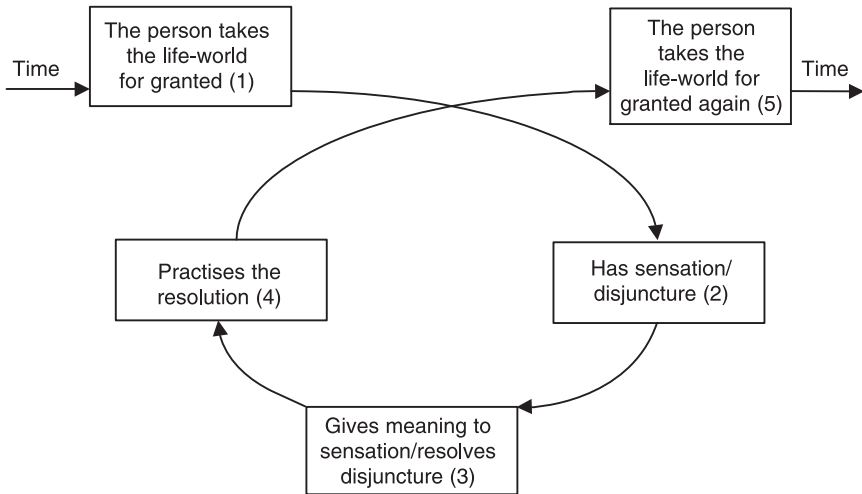 The person takes
the life-world
for granted (1)
The person
takes the
life-world for
granted again (5)
Time
Time
Practises the
resolution (4)
Has sensation/
disjuncture (2)
Gives meaning to
sensation/resolves
disjuncture (3)